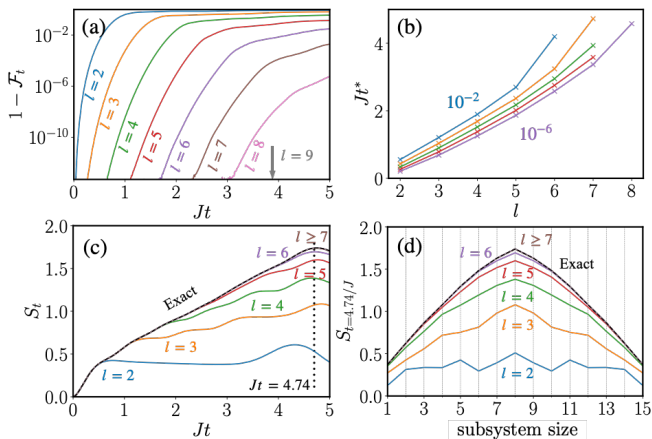 (a)
1 − F_t
10^{-2}
10^{-6}
10^{-10}
l = 2
l = 3
l = 4
l = 5
l = 6
l = 7
l = 8
l = 9
0 1 2 3 4 5
Jt
(b)
Jt*
4
2
0
10^{-2}
10^{-6}
2 3 4 5 6 7 8
l
(c)
S_t
2.0
1.5
1.0
0.5
0.0
l ≥ 7
l = 6
l = 5
Exact
l = 4
l = 3
l = 2
Jt = 4.74
0 1 2 3 4 5
Jt
(d)
S_{t=4.74/J}
2.0
1.5
1.0
0.5
0.0
l ≥ 7
l = 6
Exact
l = 5
l = 4
l = 3
l = 2
1 3 5 7 9 11 13 15
subsystem size